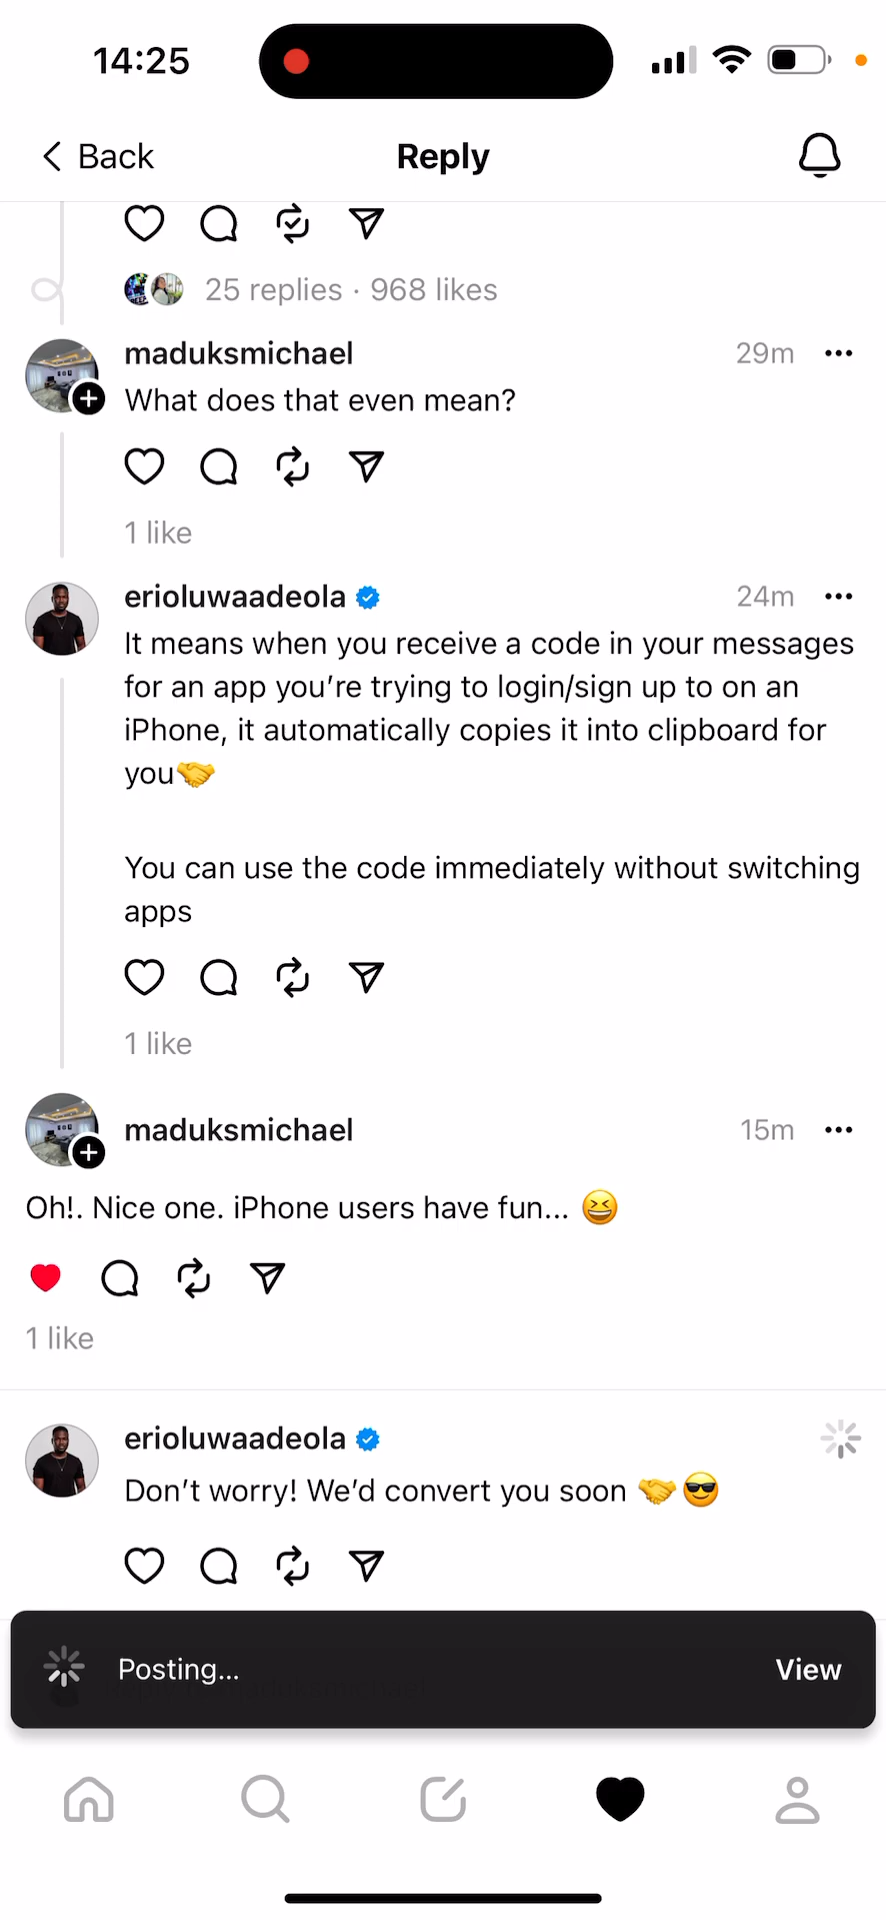 14:25
Back
Reply
25 replies · 968 likes
maduksmichael
29m
What does that even mean?
1 like
erioluwaadeola
24m
It means when you receive a code in your messages
for an app you’re trying to login/sign up to on an
iPhone, it automatically copies it into clipboard for
you🤝
You can use the code immediately without switching
apps
1 like
maduksmichael
15m
Oh!. Nice one. iPhone users have fun... 😆
1 like
erioluwaadeola
Don’t worry! We’d convert you soon 🤝😎
Posting...
View